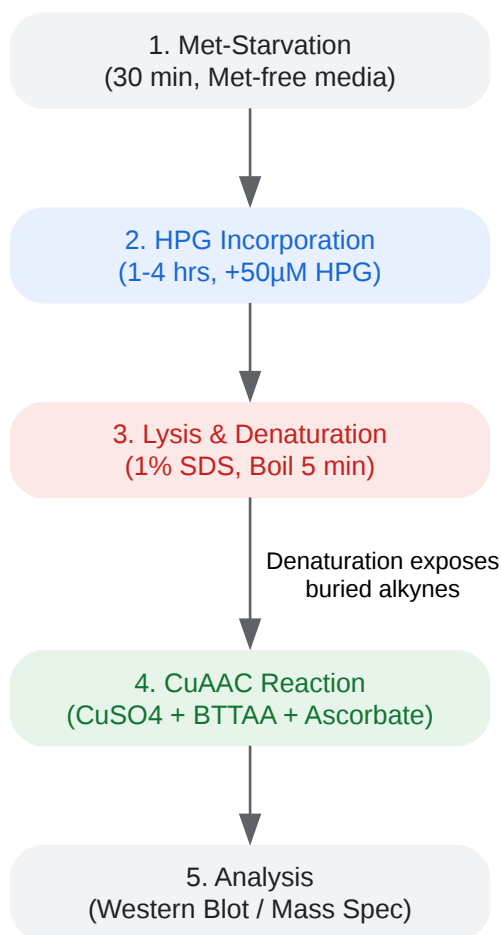 1. Met-Starvation
(30 min, Met-free media)
2. HPG Incorporation
(1-4 hrs, +50µM HPG)
3. Lysis & Denaturation
(1% SDS, Boil 5 min)
Denaturation exposes
buried alkynes
4. CuAAC Reaction
(CuSO4 + BTTAA + Ascorbate)
5. Analysis
(Western Blot / Mass Spec)